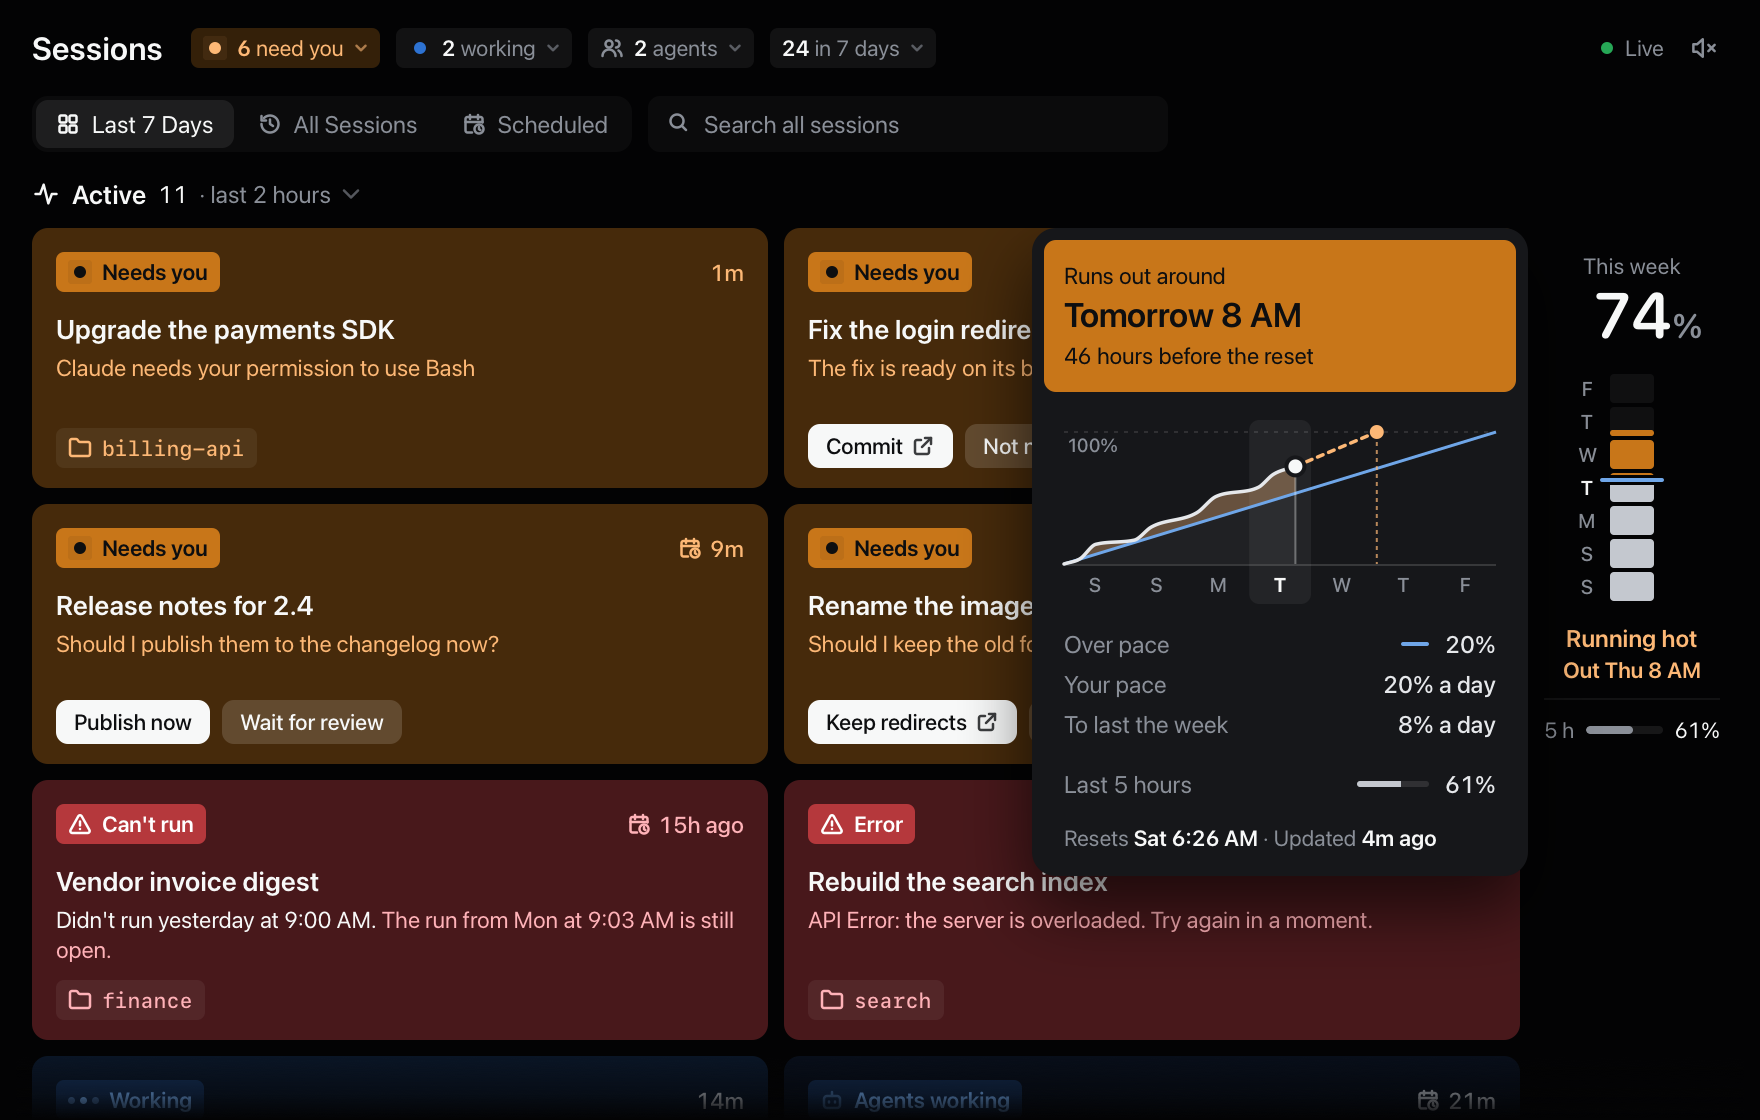 Sessions
6 need you
2 working
2 agents
24 in 7 days
Live
Last 7 Days
All Sessions
Scheduled
Search all sessions
Active 11 · last 2 hours
Needs you
1m
Upgrade the payments SDK
Claude needs your permission to use Bash
billing-api
Needs you
Fix the login redire
The fix is ready on its b
Commit
Not
Needs you
9m
Release notes for 2.4
Should I publish them to the changelog now?
Publish now
Wait for review
Needs you
Rename the image
Should I keep the old fo
Keep redirects
Can't run
15h ago
Vendor invoice digest
Didn't run yesterday at 9:00 AM. The run from Mon at 9:03 AM is still
open.
finance
Error
Rebuild the search index
API Error: the server is overloaded. Try again in a moment.
search
Working
14m
Agents working
21m
Runs out around
Tomorrow 8 AM
46 hours before the reset
100%
S S M T W T F
Over pace 20%
Your pace 20% a day
To last the week 8% a day
Last 5 hours 61%
Resets Sat 6:26 AM · Updated 4m ago
This week
74%
F
T
W
T
M
S
S
Running hot
Out Thu 8 AM
5 h 61%